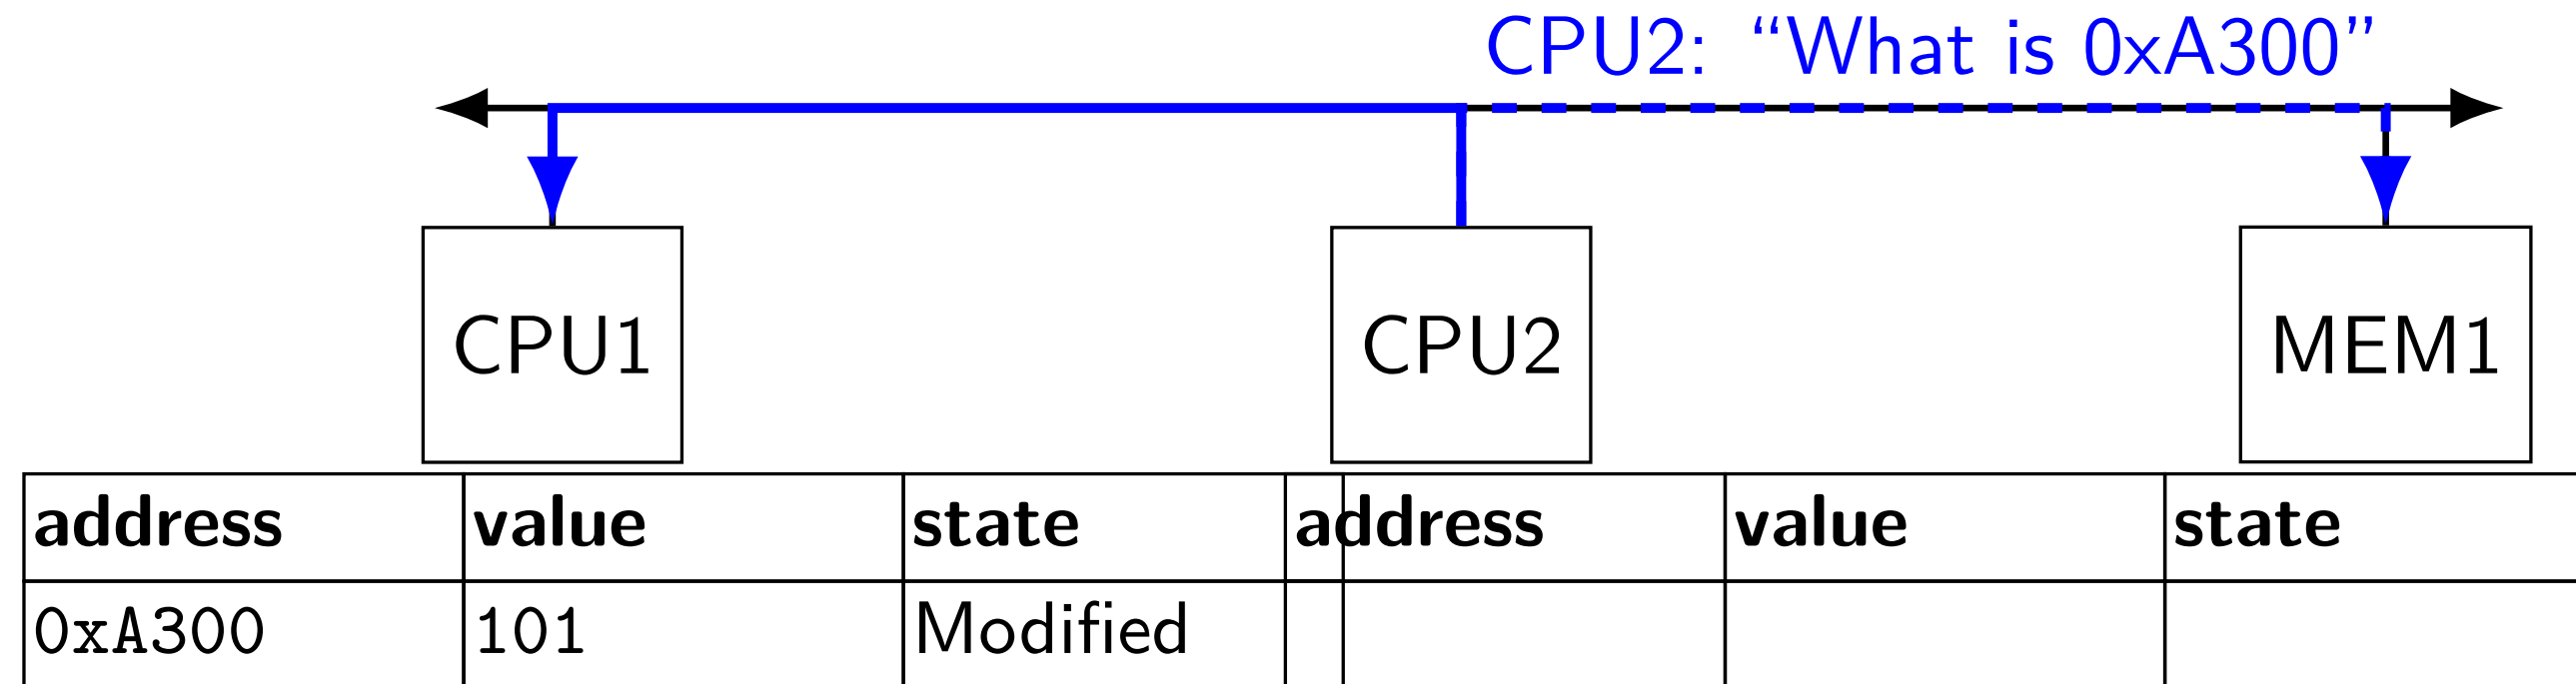 CPU2: “What is 0xA300”
CPU1 CPU2 MEM1
address value state address value state
0xA300 101 Modified